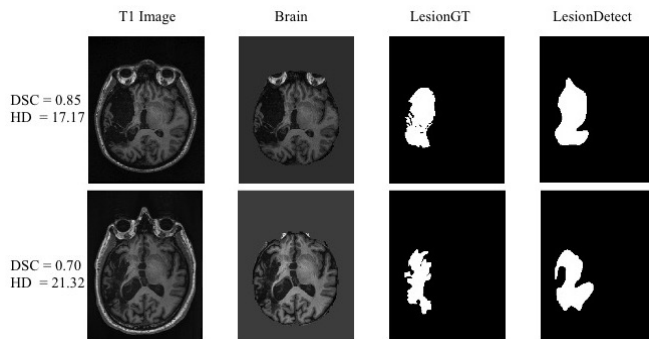 T1 Image Brain LesionGT LesionDetect
DSC = 0.85
HD = 17.17
DSC = 0.70
HD = 21.32